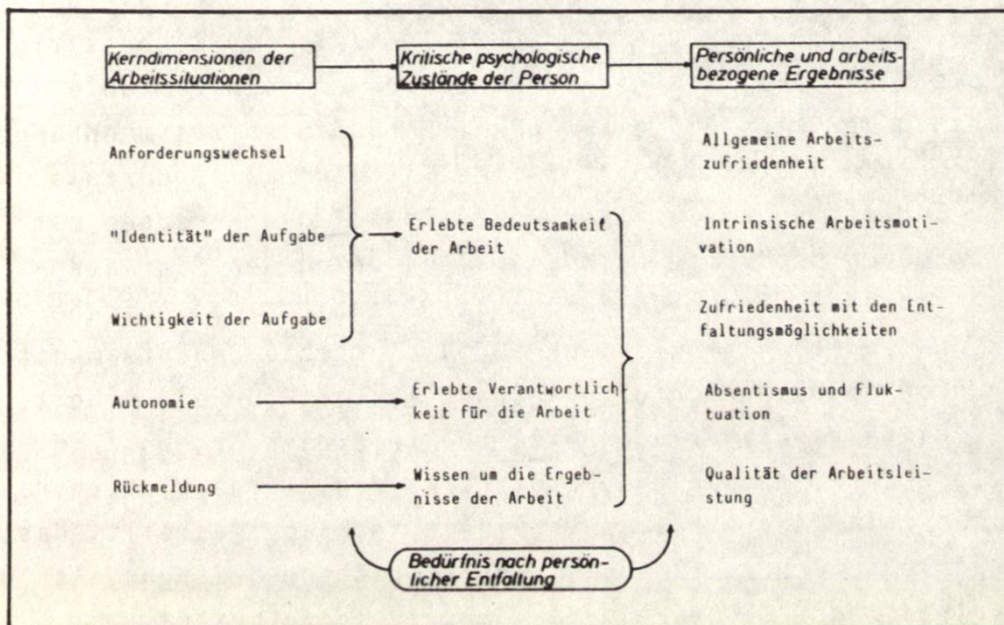 Kerndimensionen der
Arbeitssituationen
Kritische psychologische
Zustände der Person
Persönliche und arbeits-
bezogene Ergebnisse
Anforderungswechsel
"Identität" der Aufgabe
Wichtigkeit der Aufgabe
Autonomie
Rückmeldung
Erlebte Bedeutsamkeit
der Arbeit
Erlebte Verantwortlich-
keit für die Arbeit
Wissen um die Ergeb-
nisse der Arbeit
Allgemeine Arbeits-
zufriedenheit
Intrinsische Arbeitsmoti-
vation
Zufriedenheit mit den Ent-
faltungsmöglichkeiten
Absentismus und Fluk-
tuation
Qualität der Arbeitslei-
stung
Bedürfnis nach persön-
licher Entfaltung